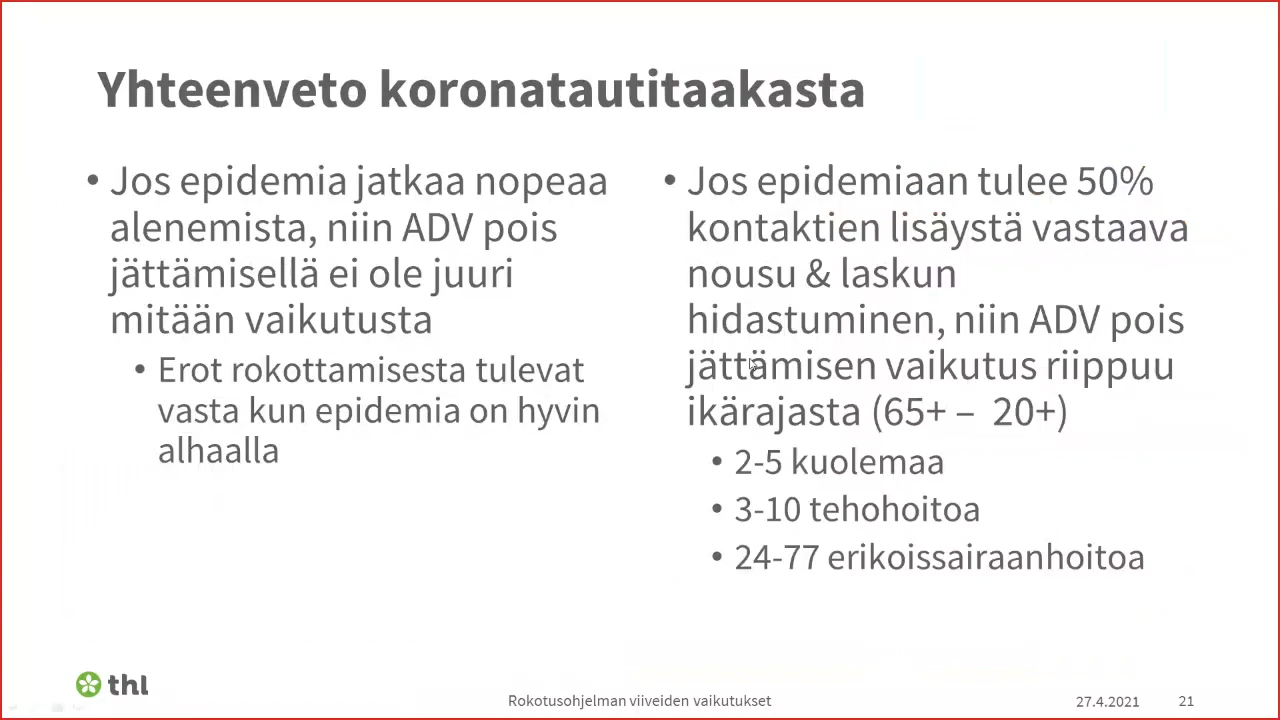 Yhteenveto koronatautitaakasta
• Jos epidemia jatkaa nopeaa
alenemista, niin ADV pois
jättämisellä ei ole juuri
mitään vaikutusta
• Erot rokottamisesta tulevat
vasta kun epidemia on hyvin
alhaalla
• Jos epidemiaan tulee 50%
kontaktien lisäystä vastaava
nousu & laskun
hidastuminen, niin ADV pois
jättämisen vaikutus riippuu
ikärajasta (65+ – 20+)
• 2-5 kuolemaa
• 3-10 tehohoitoa
• 24-77 erikoissairaanhoitoa
thl
Rokotusohjelman viiveiden vaikutukset
27.4.2021
21